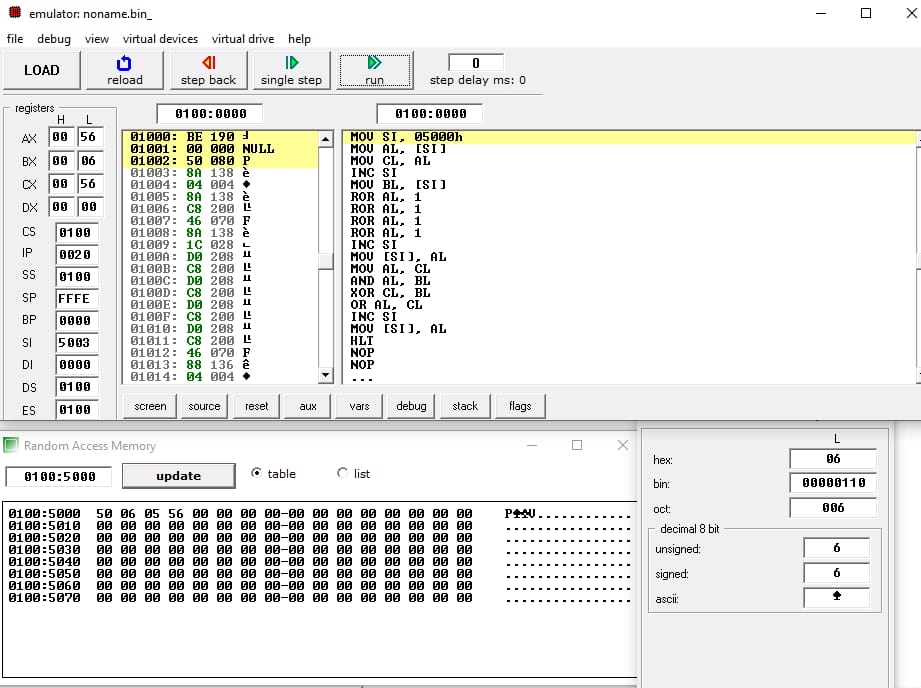 emulator: noname.bin_
file debug view virtual devices virtual drive help
LOAD reload step back single step run step delay ms: 0
0
registers
H L
AX 00 56
BX 00 06
CX 00 56
DX 00 00
CS 0100
IP 0020
SS 0100
SP FFFE
BP 0000
SI 5003
DI 0000
DS 0100
ES 0100
0100:0000
01000: BE 190 ╛
01001: 00 000 NULL
01002: 50 080 P
01003: 8A 138 è
01004: 04 004 ♦
01005: 8A 138 è
01006: C8 200 ╚
01007: 46 070 F
01008: 8A 138 è
01009: 1C 028 ∟
0100A: D0 208 ╨
0100B: C8 200 ╚
0100C: D0 208 ╨
0100D: C8 200 ╚
0100E: D0 208 ╨
0100F: C8 200 ╚
01010: D0 208 ╨
01011: C8 200 ╚
01012: 46 070 F
01013: 88 136 ê
01014: 04 004 ♦
0100:0000
MOV SI, 05000h
MOV AL, [SI]
MOV CL, AL
INC SI
MOV BL, [SI]
ROR AL, 1
ROR AL, 1
ROR AL, 1
ROR AL, 1
INC SI
MOV [SI], AL
MOV AL, CL
AND AL, BL
XOR CL, BL
OR AL, CL
INC SI
MOV [SI], AL
HLT
NOP
NOP
...
screen source reset aux vars debug stack flags
Random Access Memory
0100:5000 update table list
0100:5000 50 06 05 56 00 00 00 00-00 00 00 00 00 00 00 00 P♠♣V............
0100:5010 00 00 00 00 00 00 00 00-00 00 00 00 00 00 00 00 ................
0100:5020 00 00 00 00 00 00 00 00-00 00 00 00 00 00 00 00 ................
0100:5030 00 00 00 00 00 00 00 00-00 00 00 00 00 00 00 00 ................
0100:5040 00 00 00 00 00 00 00 00-00 00 00 00 00 00 00 00 ................
0100:5050 00 00 00 00 00 00 00 00-00 00 00 00 00 00 00 00 ................
0100:5060 00 00 00 00 00 00 00 00-00 00 00 00 00 00 00 00 ................
0100:5070 00 00 00 00 00 00 00 00-00 00 00 00 00 00 00 00 ................
L
hex: 06
bin: 00000110
oct: 006
decimal 8 bit
unsigned: 6
signed: 6
ascii: ♠